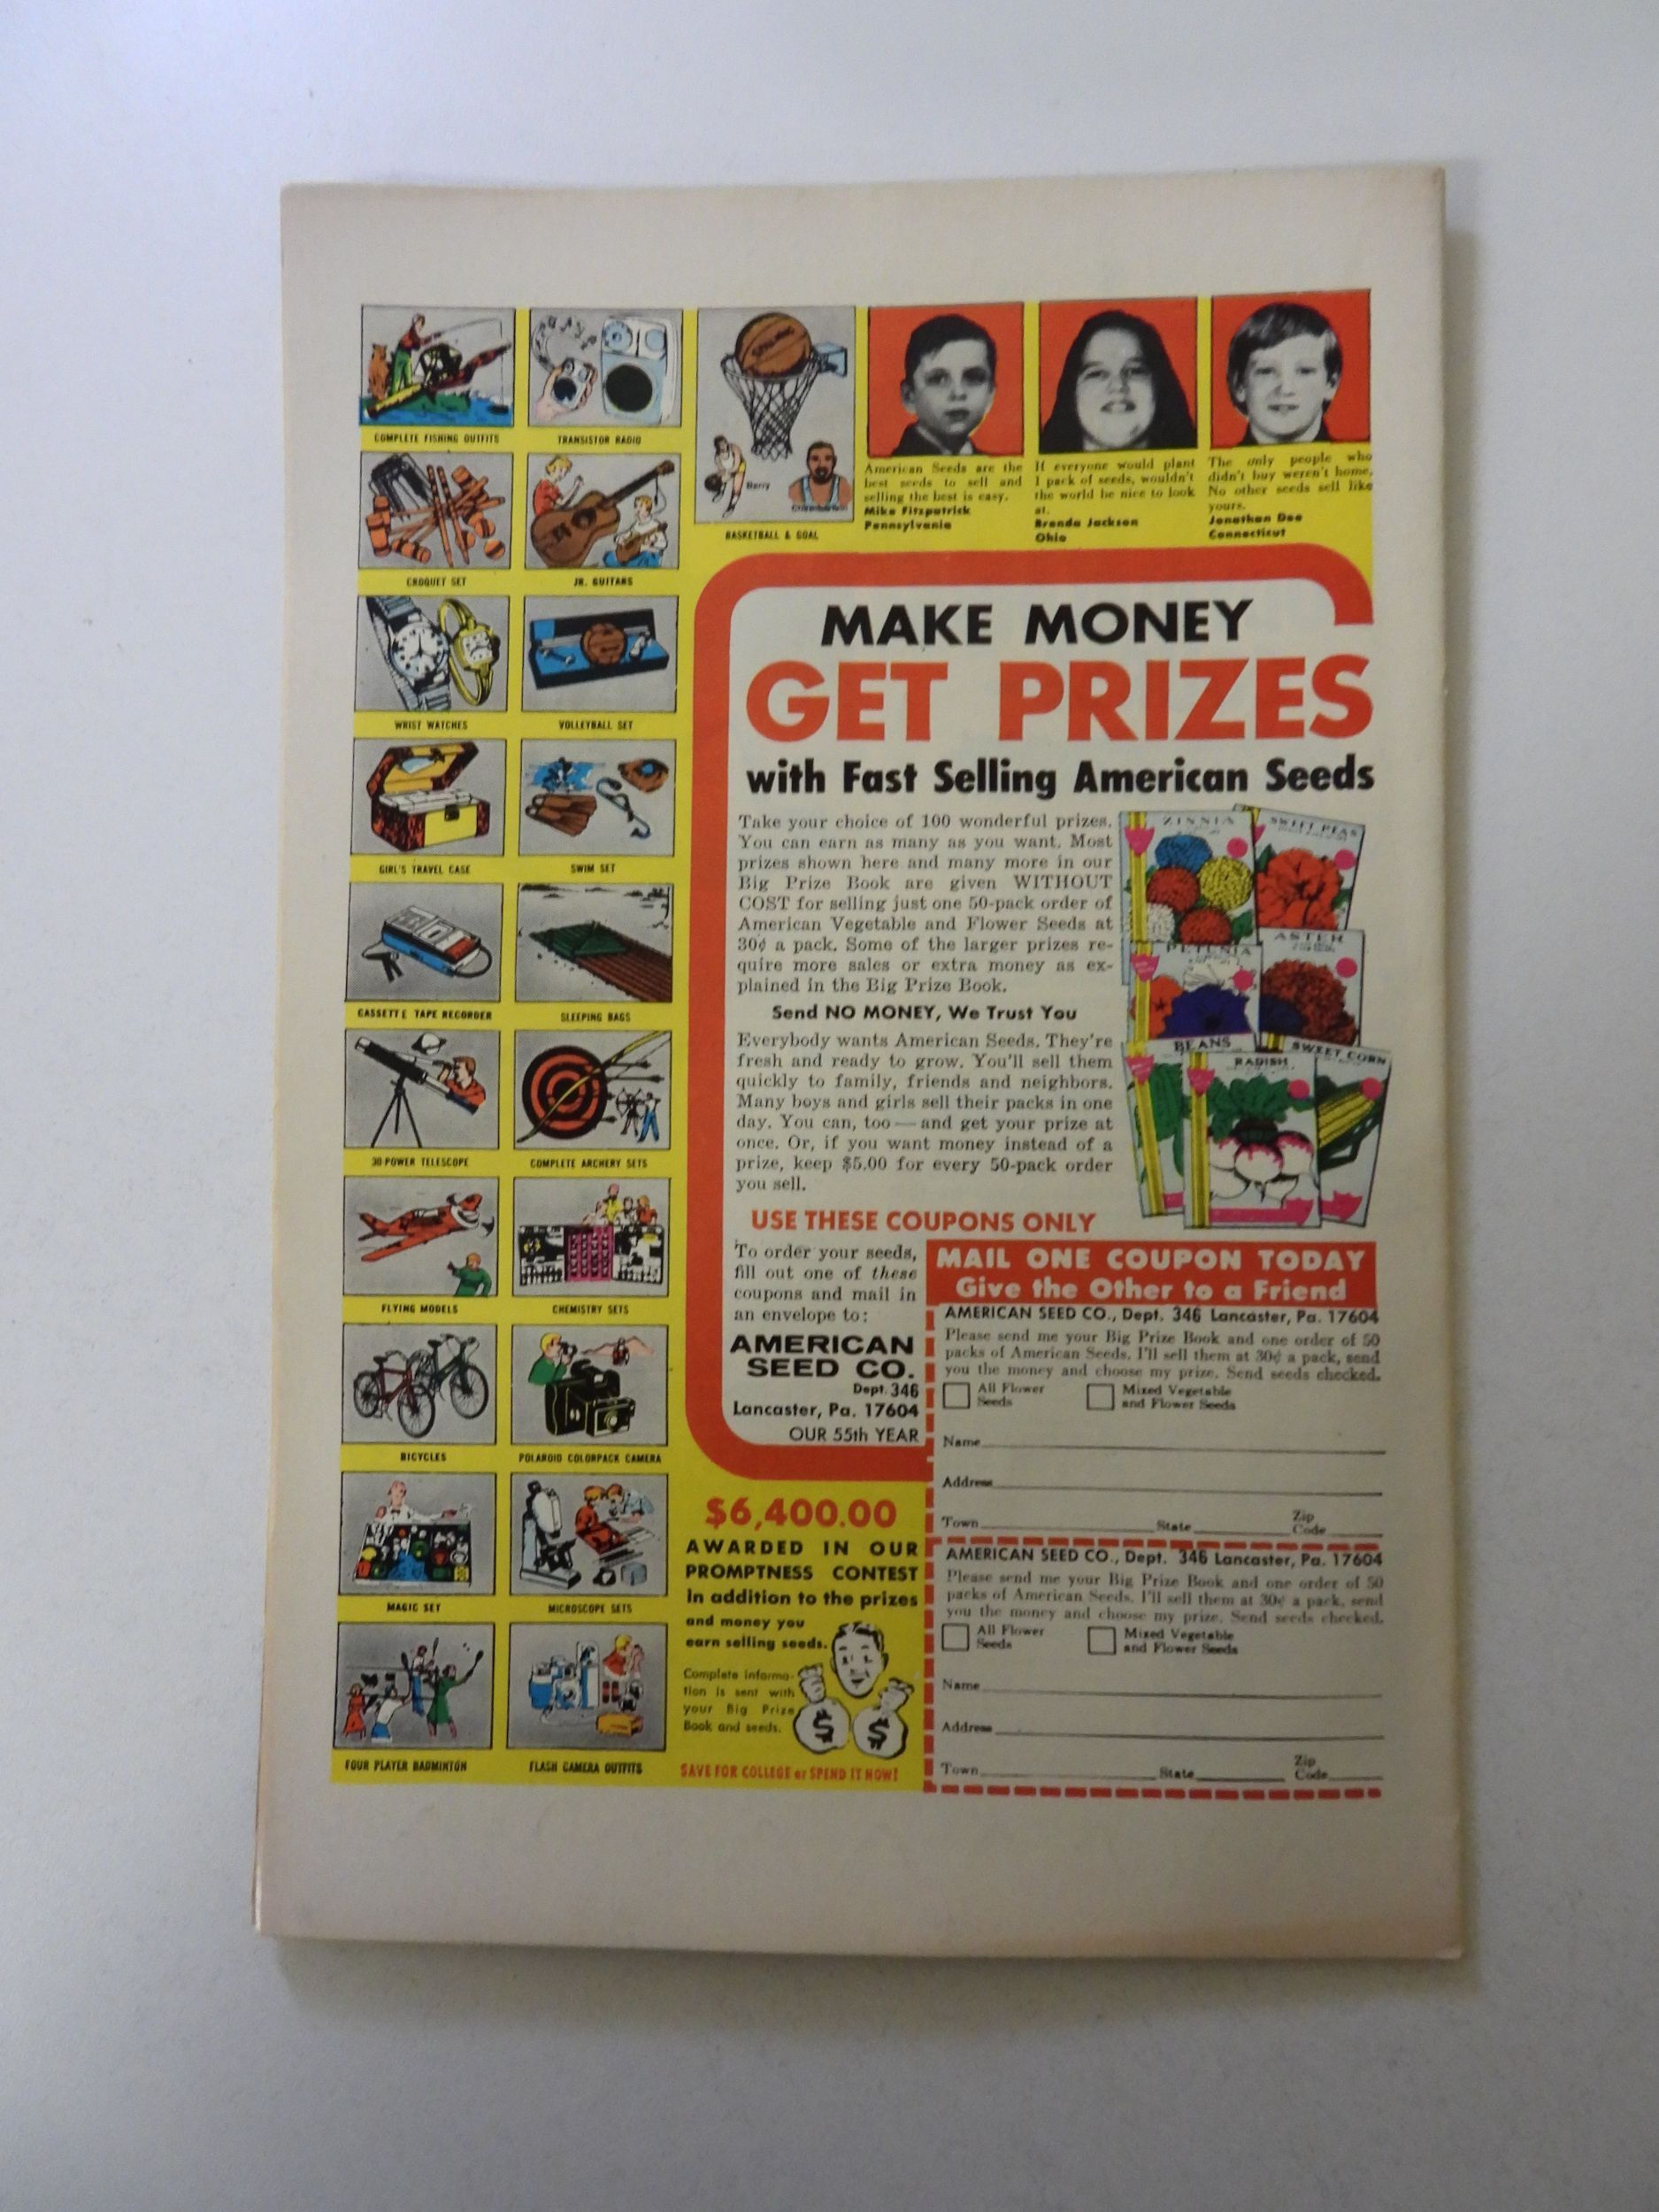 COMPLETE FISHING OUTFITS
TRANSISTOR RADIO
SPALDING
Barry
BASKETBALL & GOAL
CROQUET SET
JR. GUITARS
WRIST WATCHES
VOLLEYBALL SET
GIRL'S TRAVEL CASE
SWIM SET
CASSETTE TAPE RECORDER
SLEEPING BAGS
30-POWER TELESCOPE
COMPLETE ARCHERY SETS
FLYING MODELS
CHEMISTRY SETS
BICYCLES
POLAROID COLORPACK CAMERA
MAGIC SET
MICROSCOPE SETS
FOUR PLAYER BADMINTON
FLASH CAMERA OUTFITS
American Seeds are the
best seeds to sell and
selling the best is easy.
Mike Fitzpatrick
Pennsylvania
If everyone would plant
1 pack of seeds, wouldn't
the world be nice to look
at.
Brenda Jackson
Ohio
The only people who
didn't buy weren't home.
No other seeds sell like
yours.
Jonathan Doe
Connecticut
MAKE MONEY
GET PRIZES
with Fast Selling American Seeds
Take your choice of 100 wonderful prizes.
You can earn as many as you want. Most
prizes shown here and many more in our
Big Prize Book are given WITHOUT
COST for selling just one 50-pack order of
American Vegetable and Flower Seeds at
30¢ a pack. Some of the larger prizes re-
quire more sales or extra money as ex-
plained in the Big Prize Book.
Send NO MONEY, We Trust You
Everybody wants American Seeds. They're
fresh and ready to grow. You'll sell them
quickly to family, friends and neighbors.
Many boys and girls sell their packs in one
day. You can, too — and get your prize at
once. Or, if you want money instead of a
prize, keep $5.00 for every 50-pack order
you sell.
ZINNIA
SWEET PEAS
PETUNIA
ASTER
BEANS
RADISH
SWEET CORN
USE THESE COUPONS ONLY
To order your seeds,
fill out one of these
coupons and mail in
an envelope to:
AMERICAN
SEED CO.
Dept. 346
Lancaster, Pa. 17604
OUR 55th YEAR
$6,400.00
AWARDED IN OUR
PROMPTNESS CONTEST
In addition to the prizes
and money you
earn selling seeds.
Complete informa-
tion is sent with
your Big Prize
Book and seeds.
$ $
SAVE FOR COLLEGE or SPEND IT NOW!
MAIL ONE COUPON TODAY
Give the Other to a Friend
AMERICAN SEED CO., Dept. 346 Lancaster, Pa. 17604
Please send me your Big Prize Book and one order of 50
packs of American Seeds. I'll sell them at 30¢ a pack, send
you the money and choose my prize. Send seeds checked.
All Flower
Seeds
Mixed Vegetable
and Flower Seeds
Name
Address
Town State Zip
Code
AMERICAN SEED CO., Dept. 346 Lancaster, Pa. 17604
Please send me your Big Prize Book and one order of 50
packs of American Seeds. I'll sell them at 30¢ a pack, send
you the money and choose my prize. Send seeds checked.
All Flower
Seeds
Mixed Vegetable
and Flower Seeds
Name
Address
Town State Zip
Code